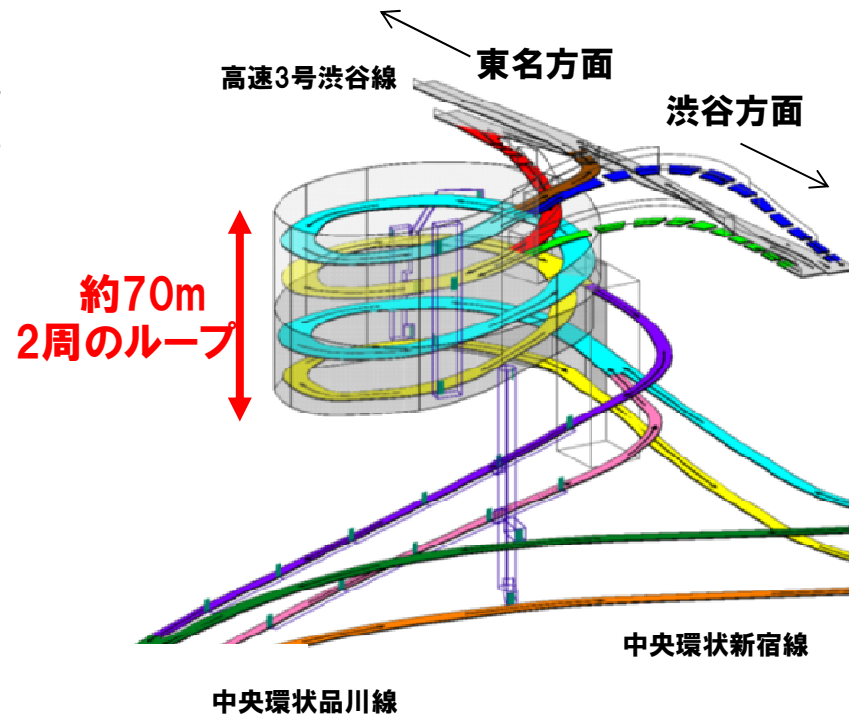 東名方面
高速3号渋谷線
渋谷方面
約70m
2周のループ
中央環状新宿線
中央環状品川線